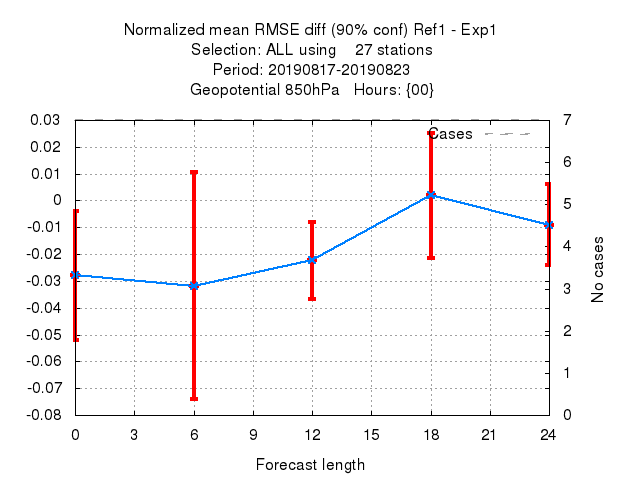 Normalized mean RMSE diff (90% conf) Ref1 - Exp1
Selection: ALL using 27 stations
Period: 20190817-20190823
Geopotential 850hPa Hours: {00}
Cases
0.03
0.02
0.01
0
-0.01
-0.02
-0.03
-0.04
-0.05
-0.06
-0.07
-0.08
7
6
5
4
3
2
1
0
No cases
0 3 6 9 12 15 18 21 24
Forecast length